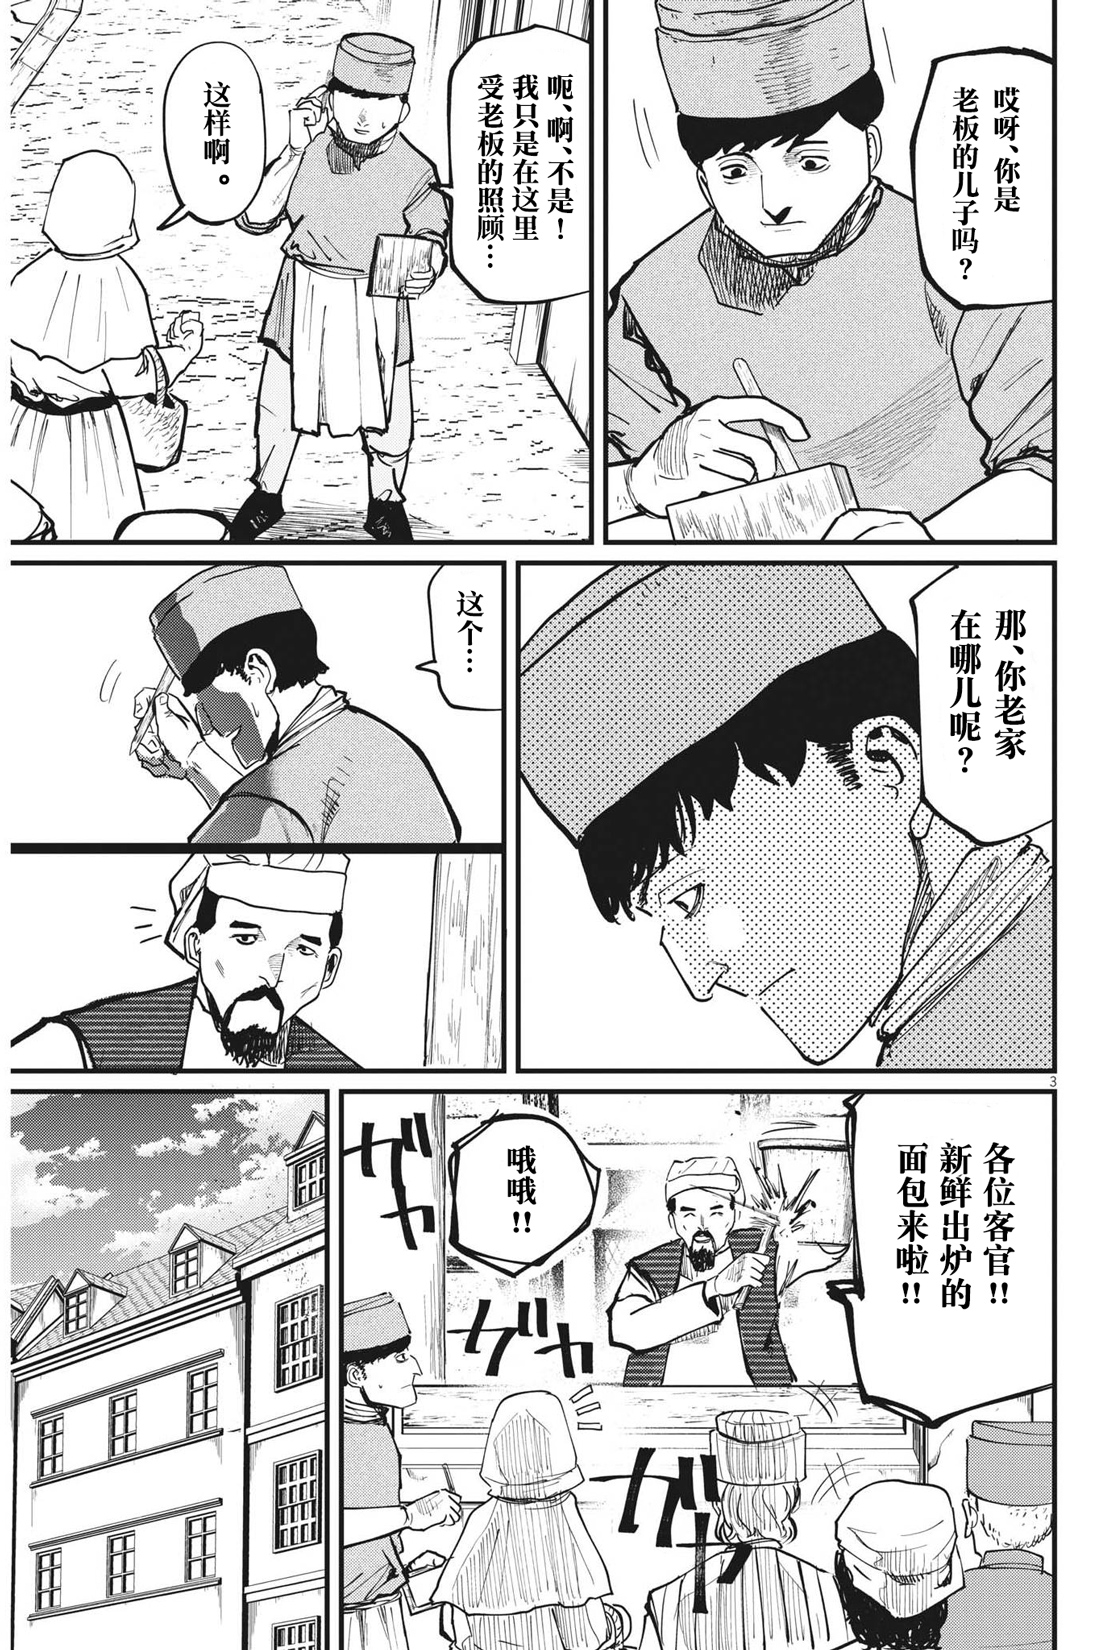 哎呀、你是
老板的儿子吗？
呃、啊、不是！
我只是在这里
受老板的照顾…
这样啊。
那、你老家
在哪儿呢？
这个…
3
各位客官!!
新鲜出炉的
面包来啦!!
哦
哦!!
ガガ
ガガ
ガガ